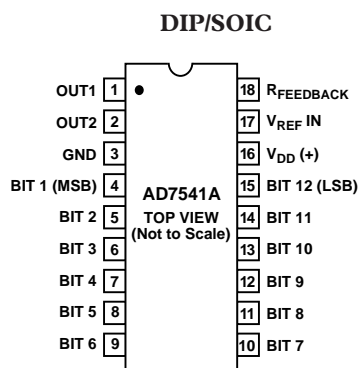 DIP/SOIC
OUT1 1 18 RFEEDBACK
OUT2 2 17 VREF IN
GND 3 16 VDD (+)
BIT 1 (MSB) 4 AD7541A 15 BIT 12 (LSB)
BIT 2 5 TOP VIEW 14 BIT 11
(Not to Scale)
BIT 3 6 13 BIT 10
BIT 4 7 12 BIT 9
BIT 5 8 11 BIT 8
BIT 6 9 10 BIT 7